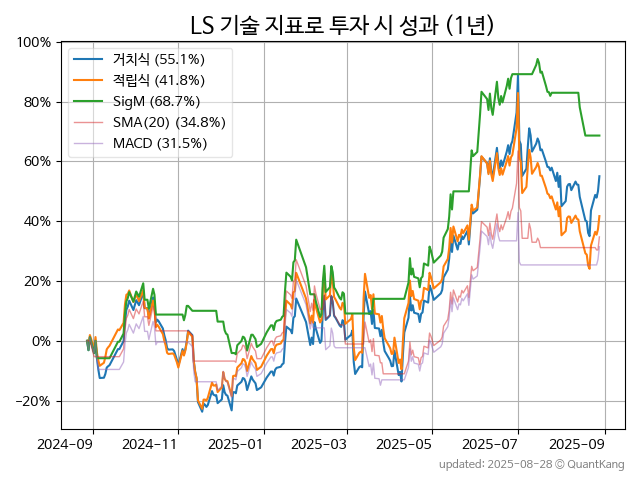 LS 기술 지표로 투자 시 성과 (1년)
100%
80%
60%
40%
20%
0%
−20%
거치식 (55.1%)
적립식 (41.8%)
SigM (68.7%)
SMA(20) (34.8%)
MACD (31.5%)
2024-09
2024-11
2025-01
2025-03
2025-05
2025-07
2025-09
updated: 2025-08-28 © QuantKang